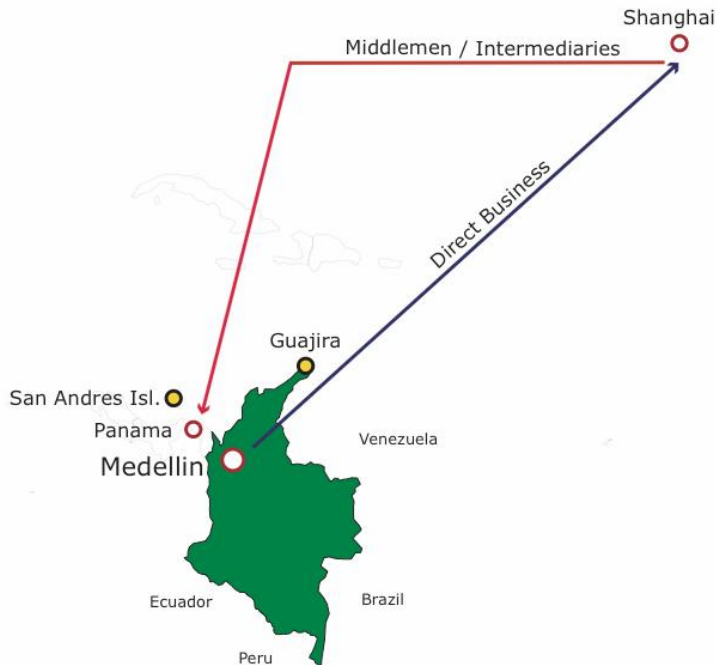 Shanghai
Middlemen / Intermediaries
Direct Business
Guajira
San Andres Isl.
Panama
Venezuela
Medellin
Ecuador
Brazil
Peru